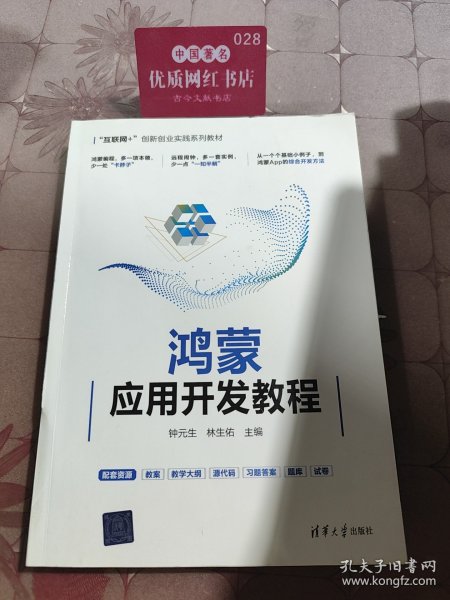 028
中国著名
优质网红书店
古今文献书店
"互联网+"创新创业实践系列教材
鸿蒙编程，多一项本领，
少一处"卡脖子"
远程闹钟，多一套实例，
少一点"一知半解"
从一个个基础小例子，到
鸿蒙App的综合开发方法
鸿蒙
应用开发教程
钟元生 林生佑 主编
配套资源 教案 教学大纲 源代码 习题答案 题库 试卷
清华大学出版社
孔夫子旧书网
www.kongfz.com